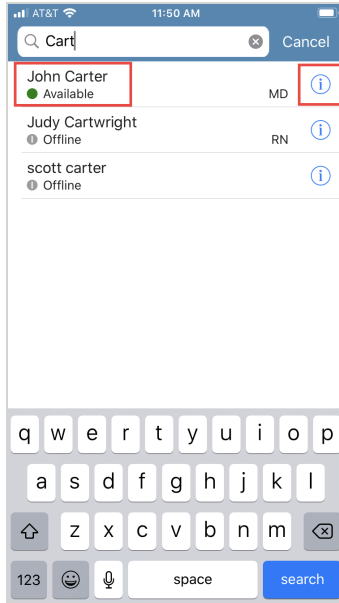 AT&T 11:50 AM
Cart Cancel
John Carter
Available MD
Judy Cartwright
Offline RN
scott carter
Offline
q w e r t y u i o p
a s d f g h j k l
z x c v b n m
123 space search